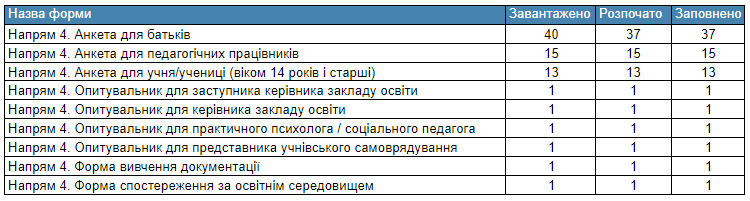 Назва форми Завантажено Розпочато Заповнено
Напрям 4. Анкета для батьків 40 37 37
Напрям 4. Анкета для педагогічних працівників 15 15 15
Напрям 4. Анкета для учня/учениці (віком 14 років і старші) 13 13 13
Напрям 4. Опитувальник для заступника керівника закладу освіти 1 1 1
Напрям 4. Опитувальник для керівника закладу освіти 1 1 1
Напрям 4. Опитувальник для практичного психолога / соціального педагога 1 1 1
Напрям 4. Опитувальник для представника учнівського самоврядування 1 1 1
Напрям 4. Форма вивчення документації 1 1 1
Напрям 4. Форма спостереження за освітнім середовищем 1 1 1